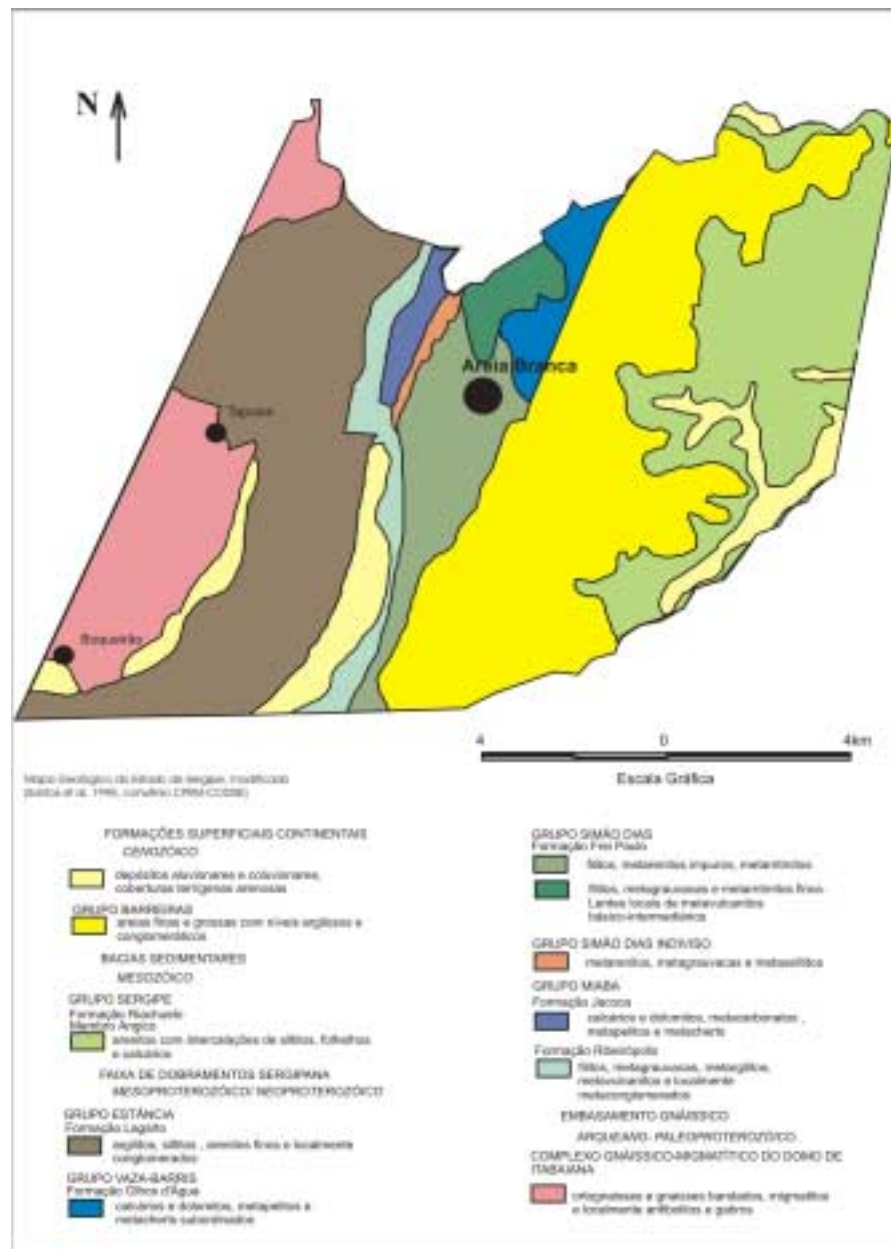 N
Areia Branca
4 0 4km
Escala Gráfica
Mapa Geológico do Estado de Sergipe, modificado
FORMAÇÕES SUPERFICIAIS CONTINENTAIS
CENOZÓICO
depósitos aluvionares e coluvionares,
coberturas terrígenas arenosas
GRUPO BARREIRAS
areias finas e grossas com níveis argilosos e
conglomeráticos
BACIAS SEDIMENTARES
MESOZÓICO
GRUPO SERGIPE
Formação Riachuelo
Membro Angico
arenitos com intercalações de siltitos, folhelhos
e calcários
FAIXA DE DOBRAMENTOS SERGIPANA
MESOPROTEROZÓICO/ NEOPROTEROZÓICO
GRUPO ESTÂNCIA
Formação Lagarto
argilitos, siltitos , arenitos finos e localmente
conglomerados
GRUPO VAZA-BARRIS
Formação Olhos d'Água
calcários e dolomitos, metapelitos e
metacherts subordinados
GRUPO SIMÃO DIAS
Formação Frei Paulo
filitos, metarenitos impuros, metarritmitos
filitos, metagrauvacas e metarritmitos finos.
Lentes locais de metavulcanitos
básico-intermediários
GRUPO SIMÃO DIAS INDIVISO
metarenitos, metagrauvacas e metassiltitos
GRUPO MIABA
Formação Jacoca
calcários e dolomitos, metacarbonatos ,
metapelitos e metacherts
Formação Ribeirópolis
filitos, metagrauvacas, metargilitos,
metavulcanitos e localmente
metaconglomerados
EMBASAMENTO GNÁISSICO
ARQUEANO- PALEOPROTEROZÓICO
COMPLEXO GNÁISSICO-MIGMATÍTICO DO DOMO DE
ITABAIANA
ortognaisses e gnaisses bandados, migmatitos
e localmente anfibolitos e gabros